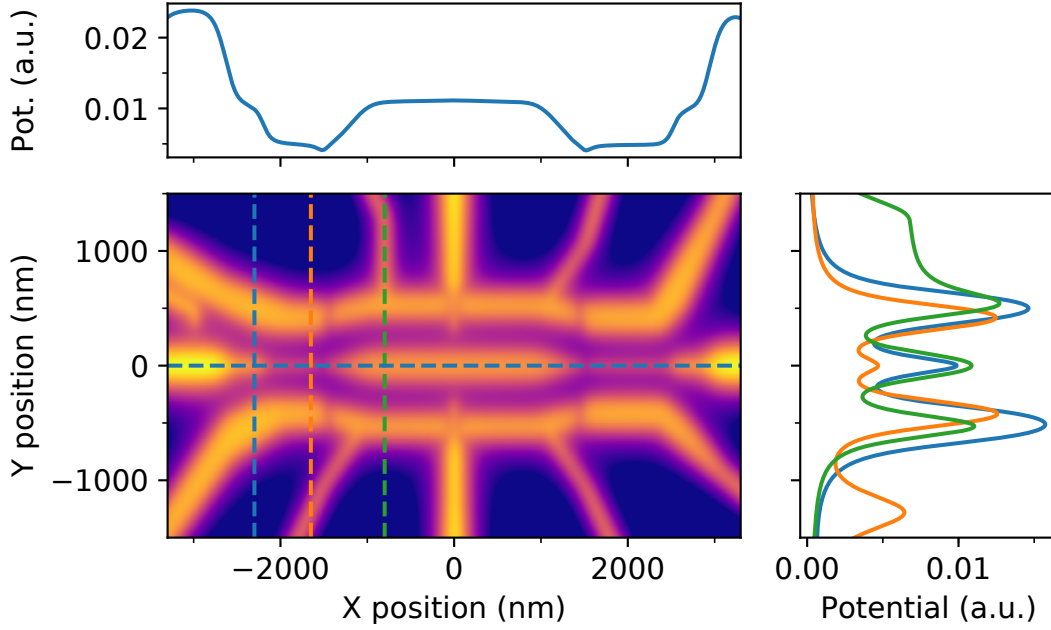 Pot. (a.u.)
0.02
0.01
Y position (nm)
1000
0
−1000
−2000
0
2000
X position (nm)
0.00
0.01
Potential (a.u.)